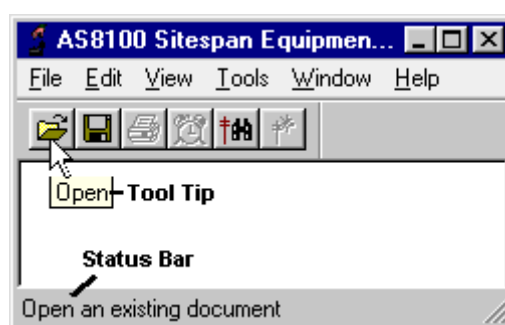 AS8100 Sitespan Equipmen...
File Edit View Tools Window Help
Open Tool Tip
Status Bar
Open an existing document